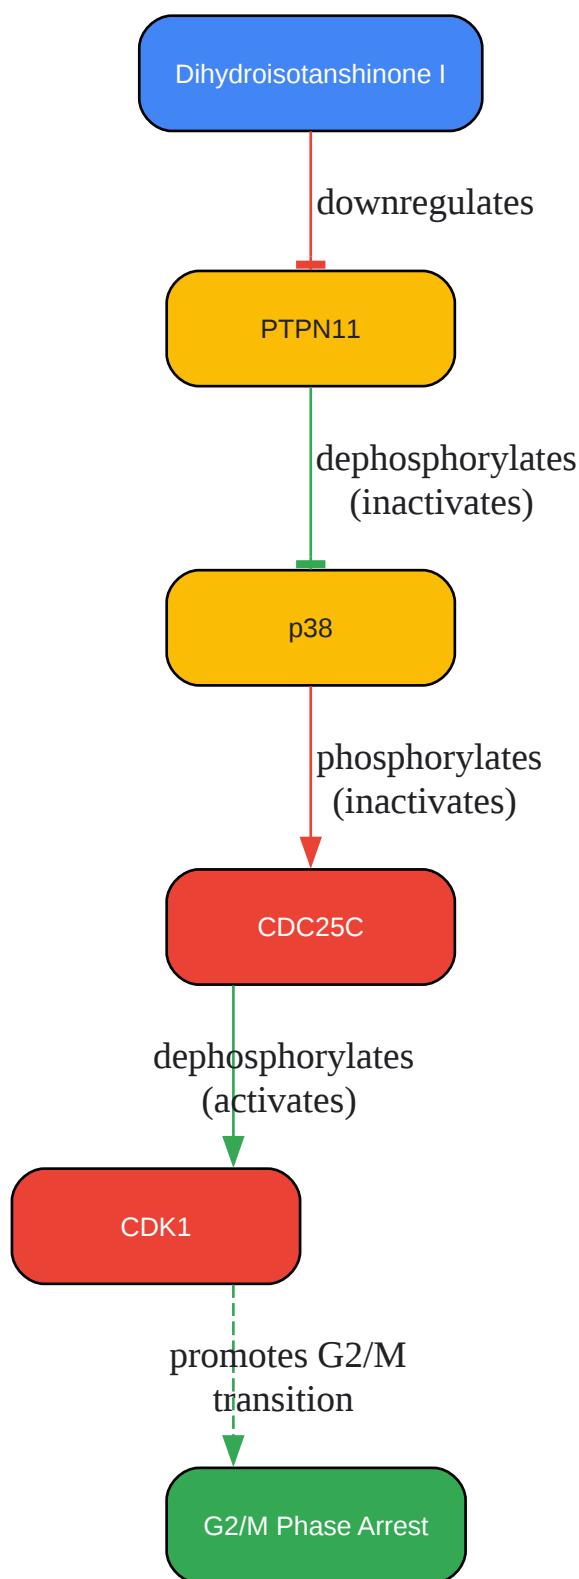 Dihydroisotanshinone I
downregulates
PTPN11
dephosphorylates
(inactivates)
p38
phosphorylates
(inactivates)
CDC25C
dephosphorylates
(activates)
CDK1
promotes G2/M
transition
G2/M Phase Arrest